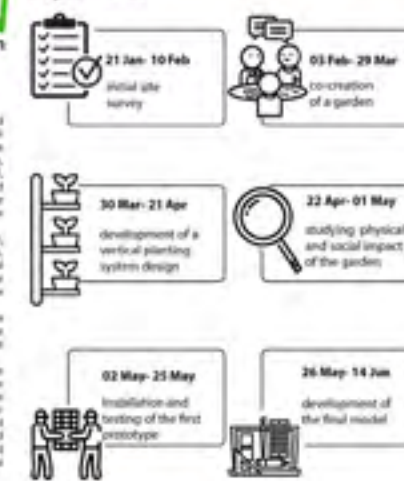 21 Jan- 10 Feb
initial site
survey
03 Feb- 29 Mar
co-creation
of a garden
30 Mar- 21 Apr
development of a
vertical planting
system design
22 Apr- 01 May
studying physical
and social impact
of the garden
02 May- 25 May
Installation and
testing of the first
prototype
26 May- 14 Jun
development of
the final model